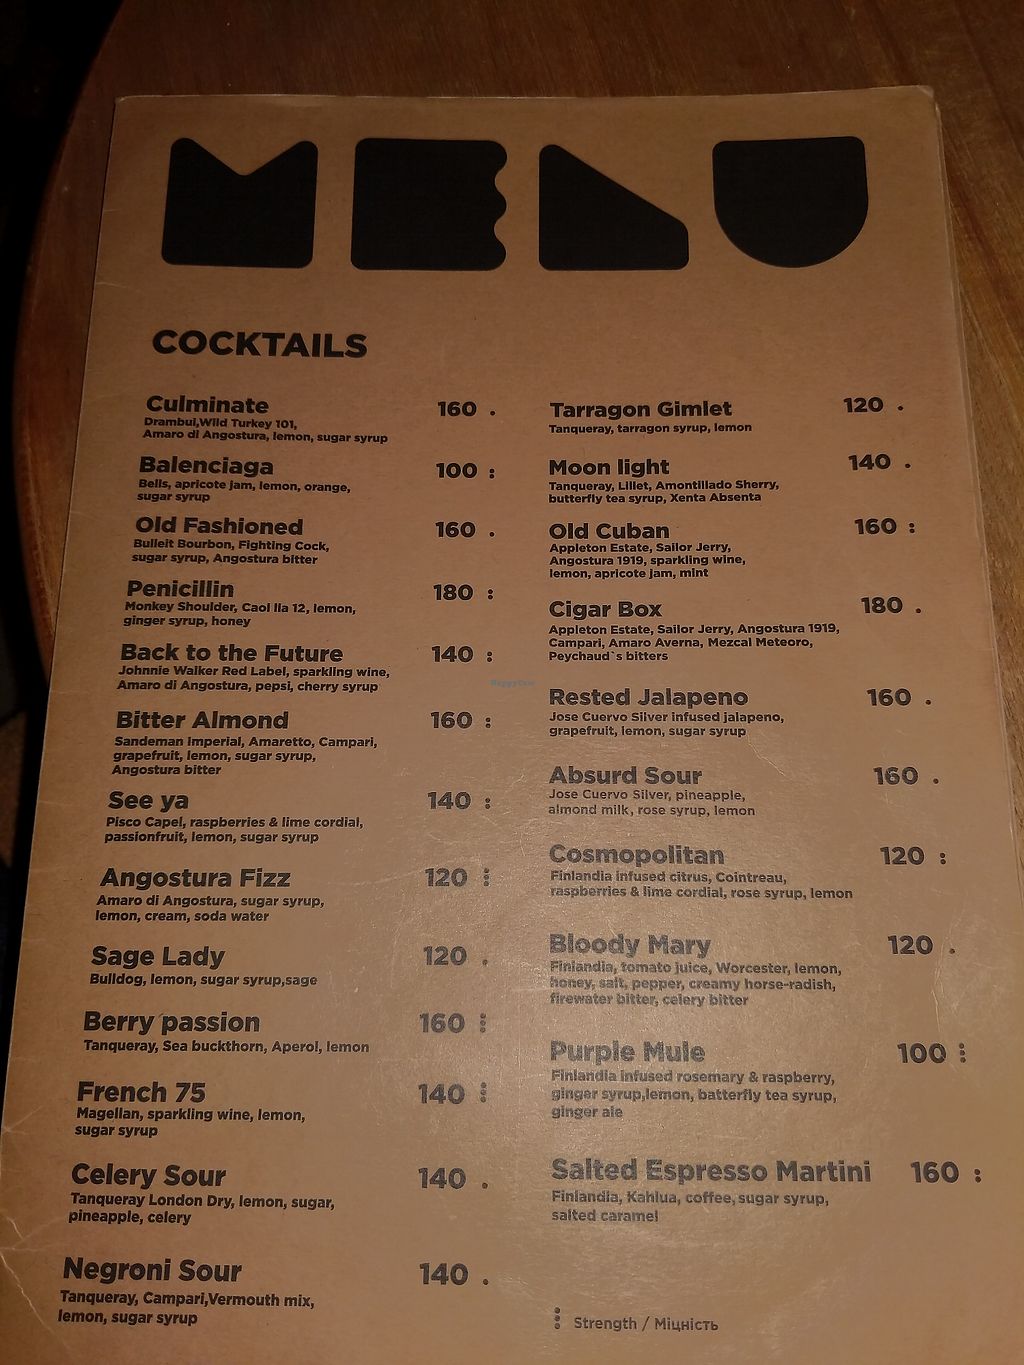 MENU
COCKTAILS
Culminate 160 .
Drambui,Wild Turkey 101,
Amaro di Angostura, lemon, sugar syrup
Balenciaga 100 :
Bells, apricote jam, lemon, orange,
sugar syrup
Old Fashioned 160 .
Bulleit Bourbon, Fighting Cock,
sugar syrup, Angostura bitter
Penicillin 180 :
Monkey Shoulder, Caol Ila 12, lemon,
ginger syrup, honey
Back to the Future 140 :
Johnnie Walker Red Label, sparkling wine,
Amaro di Angostura, pepsi, cherry syrup
Bitter Almond 160 :
Sandeman Imperial, Amaretto, Campari,
grapefruit, lemon, sugar syrup,
Angostura bitter
See ya 140 :
Pisco Capel, raspberries & lime cordial,
passionfruit, lemon, sugar syrup
Angostura Fizz 120 ⁝
Amaro di Angostura, sugar syrup,
lemon, cream, soda water
Sage Lady 120 .
Bulldog, lemon, sugar syrup,sage
Berry passion 160 ⁝
Tanqueray, Sea buckthorn, Aperol, lemon
French 75 140 ⁝
Magellan, sparkling wine, lemon,
sugar syrup
Celery Sour 140 .
Tanqueray London Dry, lemon, sugar,
pineapple, celery
Negroni Sour 140 .
Tanqueray, Campari,Vermouth mix,
lemon, sugar syrup
Tarragon Gimlet 120 .
Tanqueray, tarragon syrup, lemon
Moon light 140 .
Tanqueray, Lillet, Amontillado Sherry,
butterfly tea syrup, Xenta Absenta
Old Cuban 160 :
Appleton Estate, Sailor Jerry,
Angostura 1919, sparkling wine,
lemon, apricote jam, mint
Cigar Box 180 .
Appleton Estate, Sailor Jerry, Angostura 1919,
Campari, Amaro Averna, Mezcal Meteoro,
Peychaud`s bitters
Rested Jalapeno 160 .
Jose Cuervo Silver infused jalapeno,
grapefruit, lemon, sugar syrup
Absurd Sour 160 .
Jose Cuervo Silver, pineapple,
almond milk, rose syrup, lemon
Cosmopolitan 120 :
Finlandia infused citrus, Cointreau,
raspberries & lime cordial, rose syrup, lemon
Bloody Mary 120 .
Finlandia, tomato juice, Worcester, lemon,
honey, salt, pepper, creamy horse-radish,
firewater bitter, celery bitter
Purple Mule 100 ⁝
Finlandia infused rosemary & raspberry,
ginger syrup,lemon, batterfly tea syrup,
ginger ale
Salted Espresso Martini 160 :
Finlandia, Kahlua, coffee, sugar syrup,
salted caramel
⁝ Strength / Міцність
HappyCow